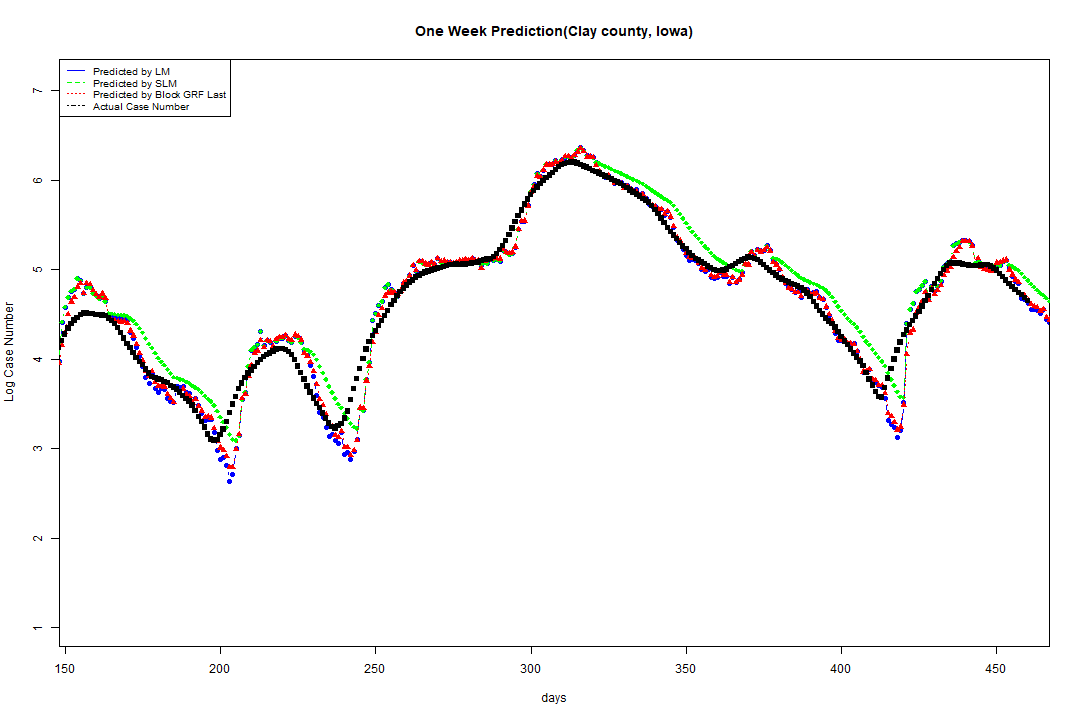 One Week Prediction(Clay county, Iowa)
Predicted by LM
Predicted by SLM
Predicted by Block GRF Last
Actual Case Number
7
6
5
4
3
2
1
Log Case Number
150 200 250 300 350 400 450
days